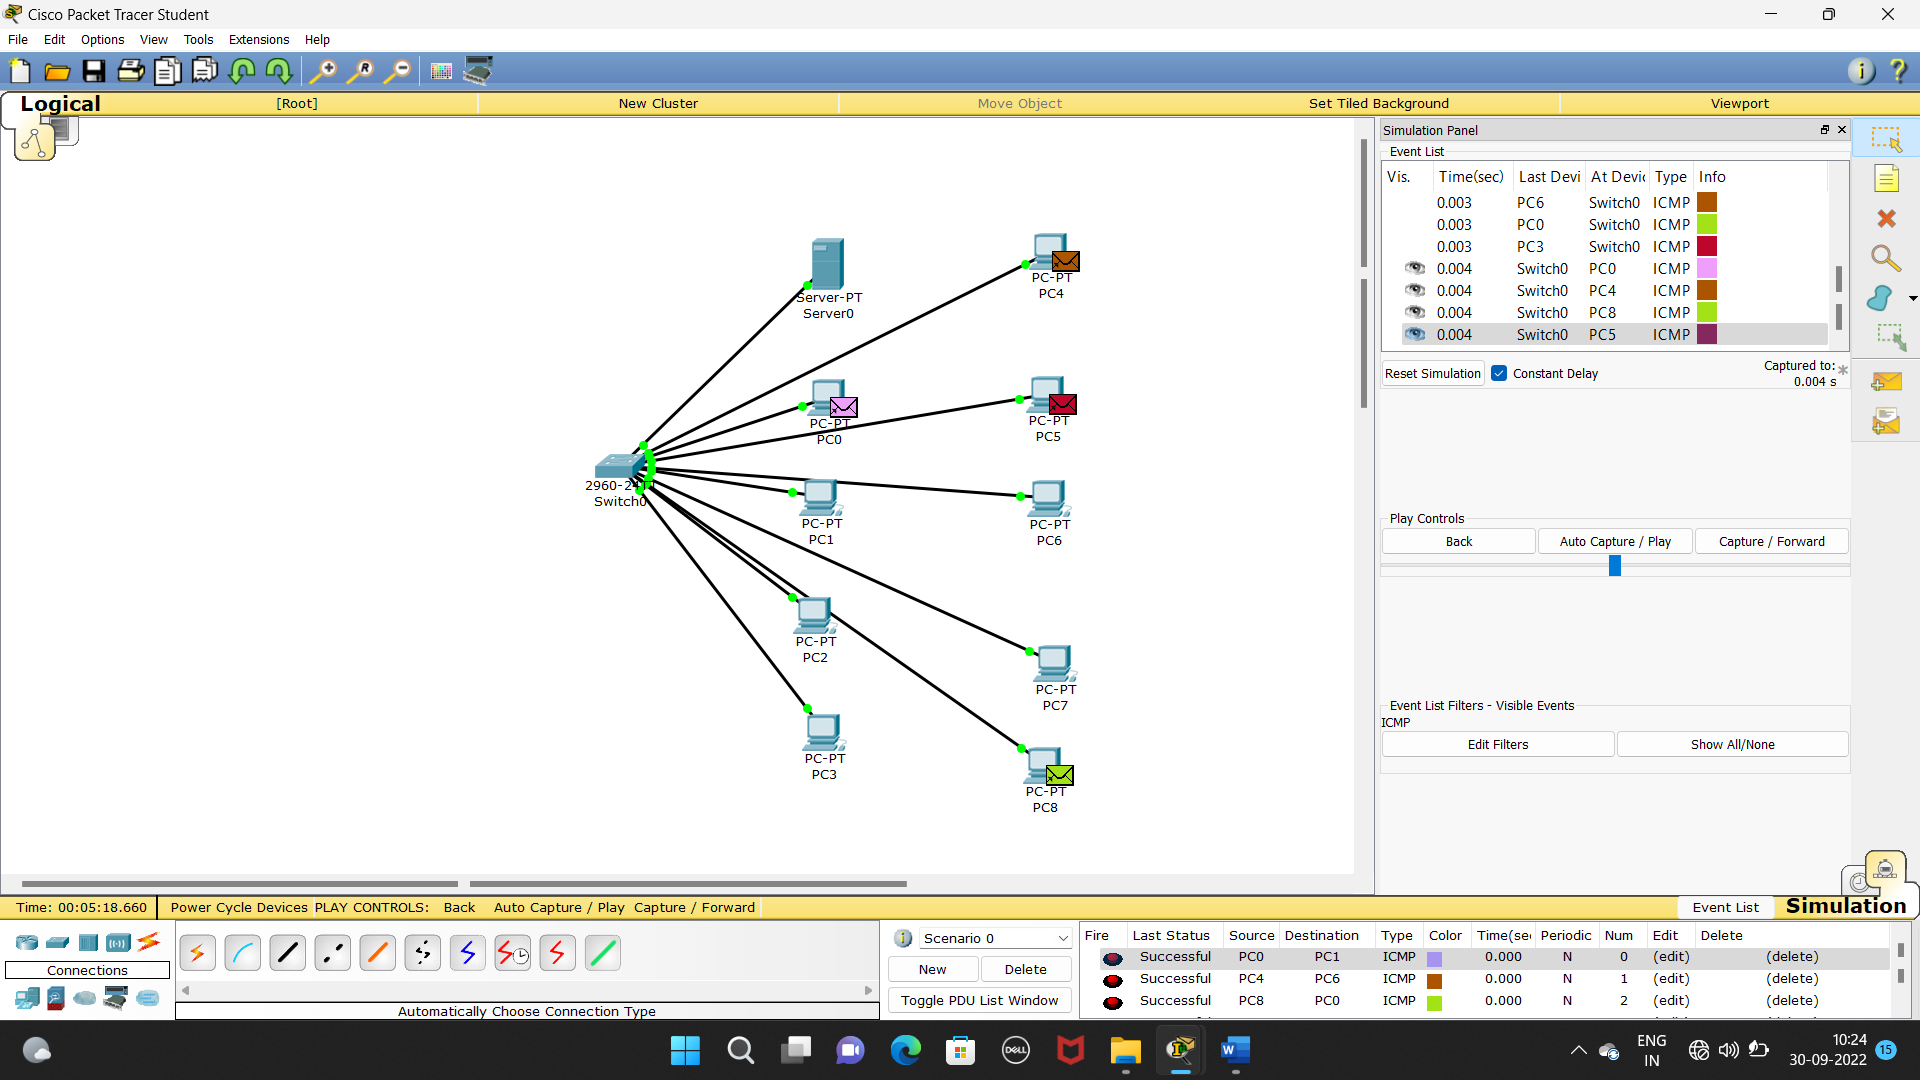 Cisco Packet Tracer Student
File Edit Options View Tools Extensions Help
Logical [Root] New Cluster Move Object Set Tiled Background Viewport
Simulation Panel
Event List
Vis. Time(sec) Last Devi At Devic Type Info
0.003 PC6 Switch0 ICMP
0.003 PC0 Switch0 ICMP
0.003 PC3 Switch0 ICMP
0.004 Switch0 PC0 ICMP
0.004 Switch0 PC4 ICMP
0.004 Switch0 PC8 ICMP
0.004 Switch0 PC5 ICMP
Reset Simulation Constant Delay Captured to:
0.004 s
Server-PT
Server0
PC-PT
PC4
PC-PT
PC0
PC-PT
PC5
2960-24TT
Switch0
PC-PT
PC1
PC-PT
PC6
PC-PT
PC2
PC-PT
PC7
PC-PT
PC3
PC-PT
PC8
Play Controls
Back Auto Capture / Play Capture / Forward
Event List Filters - Visible Events
ICMP
Edit Filters Show All/None
Time: 00:05:18.660 Power Cycle Devices PLAY CONTROLS: Back Auto Capture / Play Capture / Forward Event List Simulation
Connections
Automatically Choose Connection Type
Scenario 0
New Delete
Toggle PDU List Window
Fire Last Status Source Destination Type Color Time(sec Periodic Num Edit Delete
Successful PC0 PC1 ICMP 0.000 N 0 (edit) (delete)
Successful PC4 PC6 ICMP 0.000 N 1 (edit) (delete)
Successful PC8 PC0 ICMP 0.000 N 2 (edit) (delete)
DELL
ENG
IN
10:24
30-09-2022
15